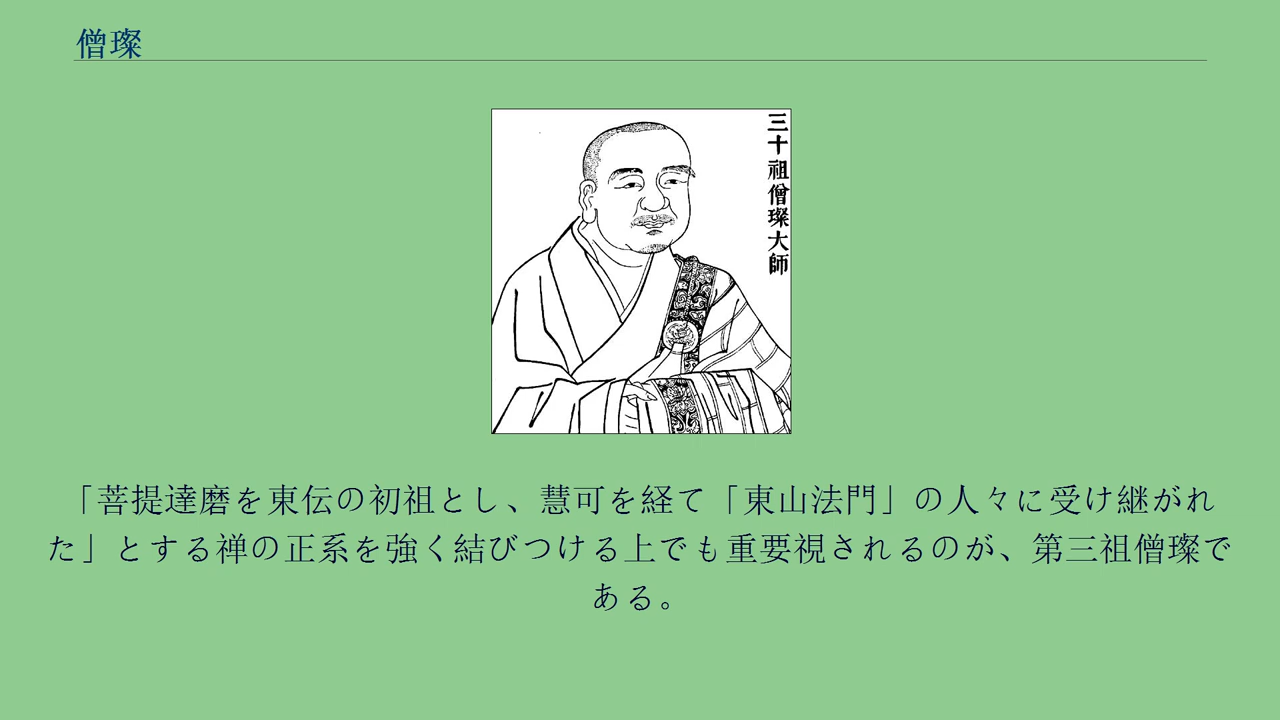 僧璨
三十祖僧璨大師
「菩提達磨を東伝の初祖とし、慧可を経て「東山法門」の人々に受け継がれ
た」とする禅の正系を強く結びつける上でも重要視されるのが、第三祖僧璨で
ある。